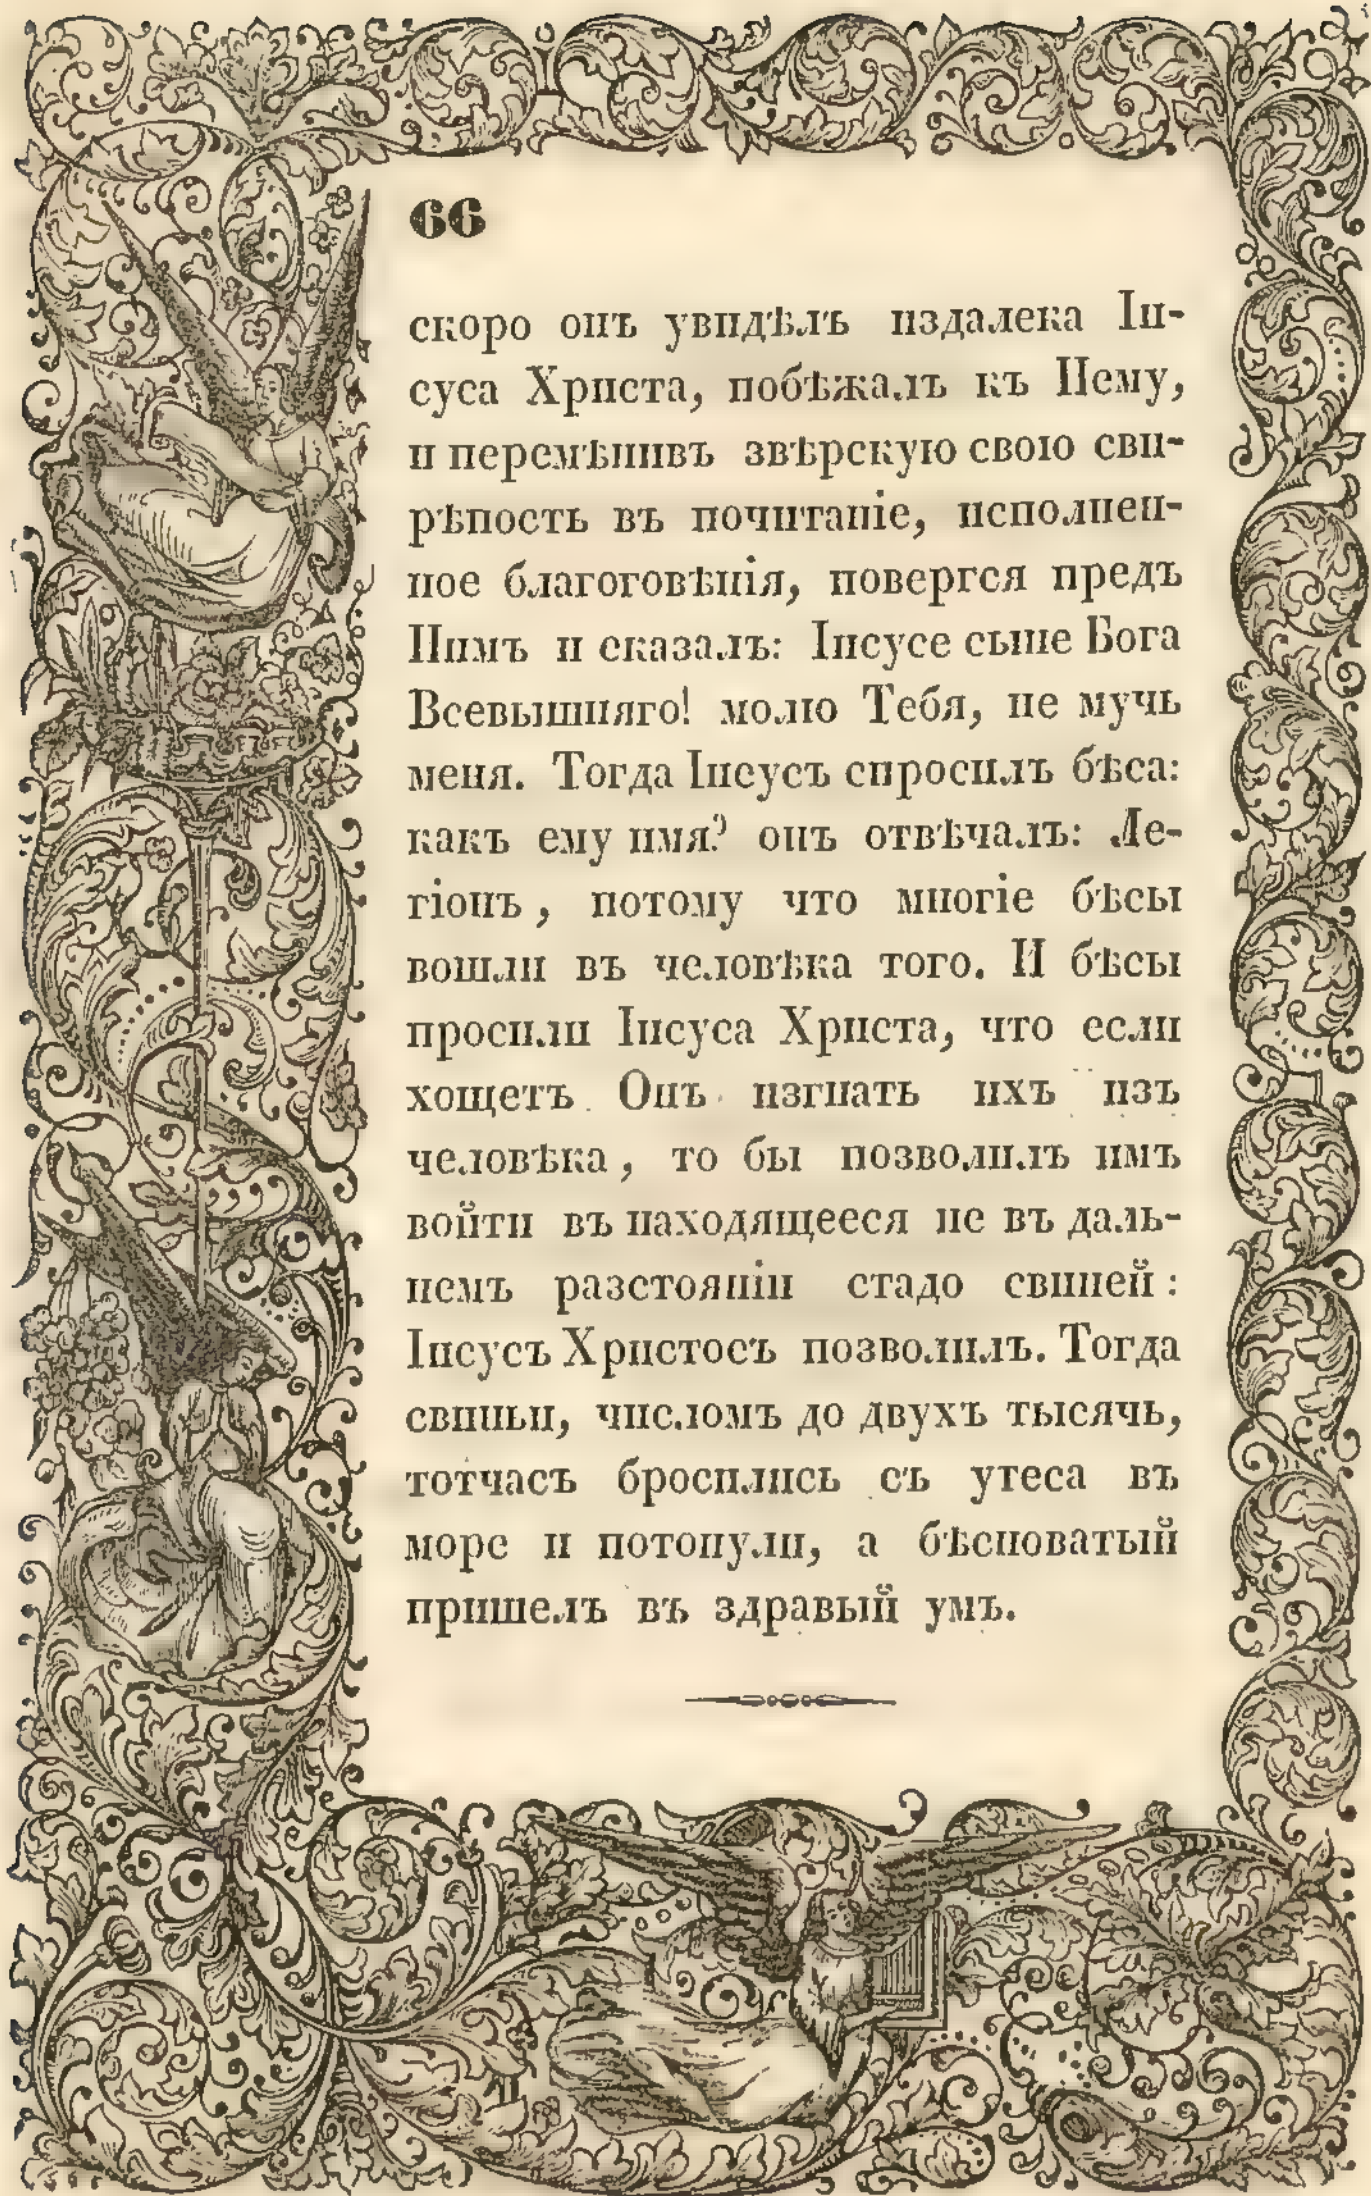 66
скоро онъ увидѣлъ издалека Іи-
суса Христа, побѣжалъ къ Нему,
и перемѣнивъ звѣрскую свою сви-
рѣпость въ почитаніе, исполнен-
ное благоговѣнія, повергся предъ
Нимъ и сказалъ: Іисусе сыне Бога
Всевышняго! молю Тебя, не мучь
меня. Тогда Іисусъ спросилъ бѣса:
какъ ему имя? онъ отвѣчалъ: Ле-
гіонъ, потому что многіе бѣсы
вошли въ человѣка того. И бѣсы
просили Іисуса Христа, что если
хощетъ Онъ изгнать ихъ изъ
человѣка, то бы позволилъ имъ
войти въ находящееся не въ даль-
немъ разстояніи стадо свиней:
Іисусъ Христосъ позволилъ. Тогда
свиньи, числомъ до двухъ тысячь,
тотчасъ бросились съ утеса въ
море и потонули, а бѣсноватый
пришелъ въ здравый умъ.